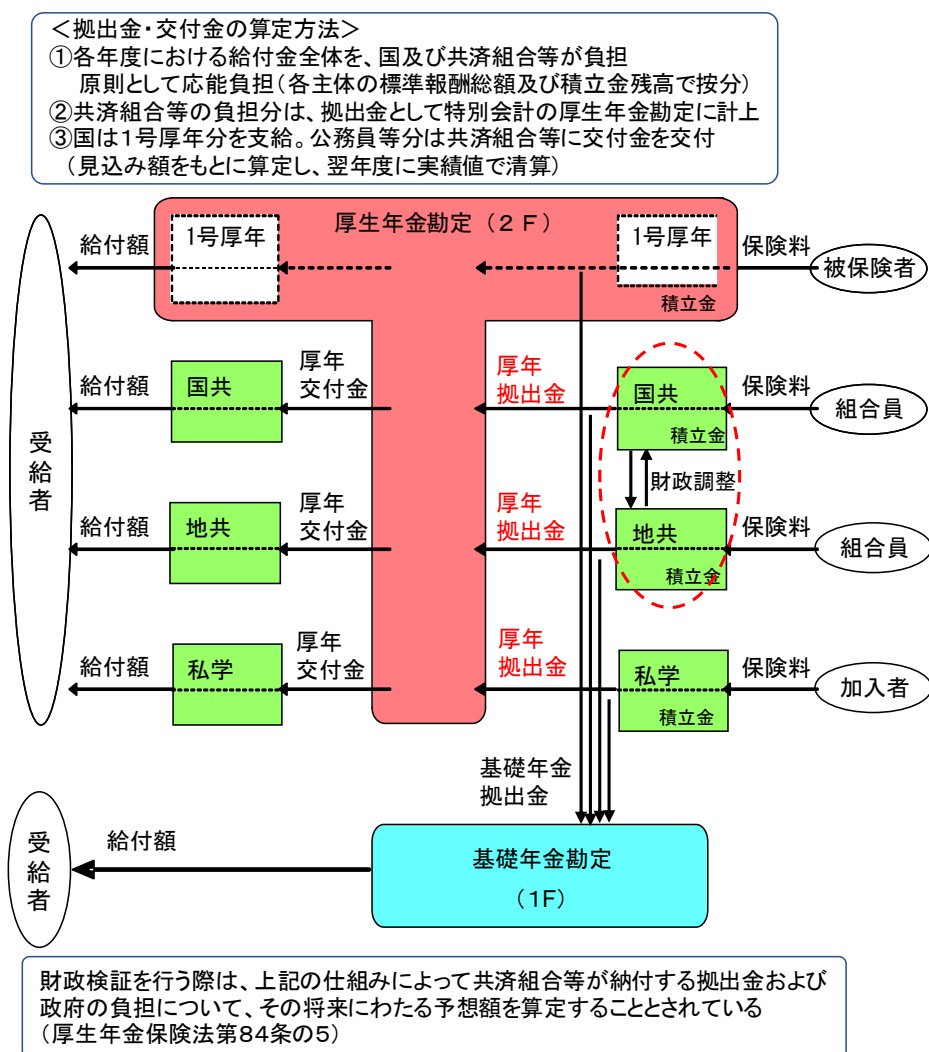 ＜拠出金・交付金の算定方法＞
①各年度における給付金全体を、国及び共済組合等が負担
原則として応能負担（各主体の標準報酬総額及び積立金残高で按分）
②共済組合等の負担分は、拠出金として特別会計の厚生年金勘定に計上
③国は１号厚年分を支給。公務員等分は共済組合等に交付金を交付
（見込み額をもとに算定し、翌年度に実績値で清算）
厚生年金勘定（２Ｆ）
給付額
1号厚年
1号厚年
積立金
保険料
被保険者
受給者
給付額
国共
厚年
交付金
厚年
拠出金
国共
積立金
保険料
組合員
財政調整
給付額
地共
厚年
交付金
厚年
拠出金
地共
積立金
保険料
組合員
給付額
私学
厚年
交付金
厚年
拠出金
私学
積立金
保険料
加入者
基礎年金
拠出金
受給者
給付額
基礎年金勘定
（１F）
財政検証を行う際は、上記の仕組みによって共済組合等が納付する拠出金および
政府の負担について、その将来にわたる予想額を算定することとされている
（厚生年金保険法第84条の5）